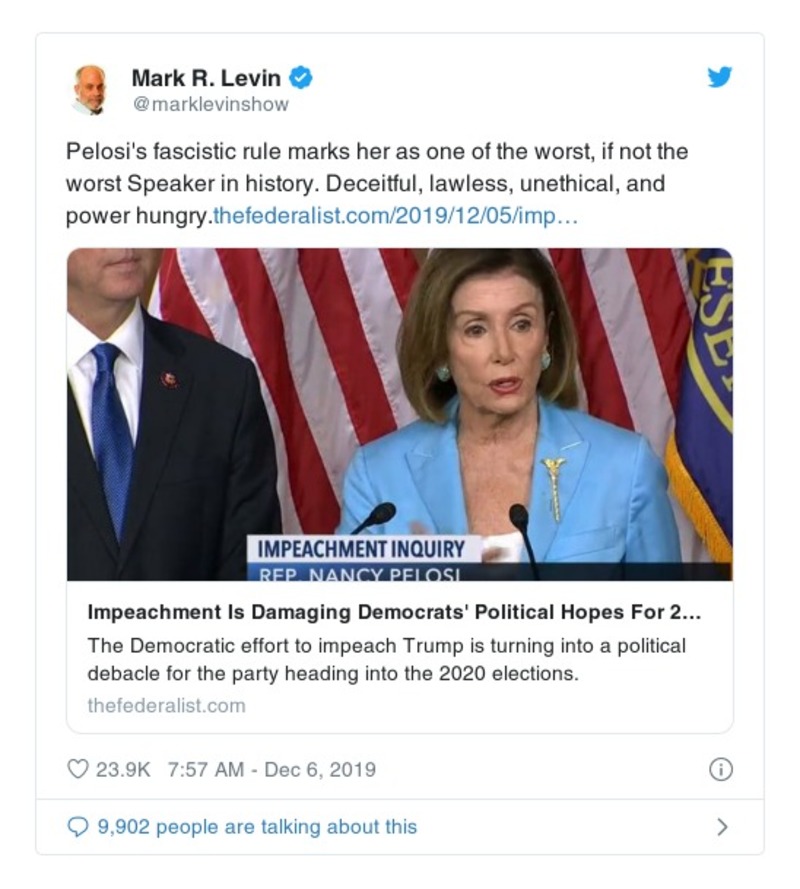 Mark R. Levin
@marklevinshow
Pelosi's fascistic rule marks her as one of the worst, if not the
worst Speaker in history. Deceitful, lawless, unethical, and
power hungry.thefederalist.com/2019/12/05/imp…
ESE
IMPEACHMENT INQUIRY
REP. NANCY PELOSI
Impeachment Is Damaging Democrats' Political Hopes For 2…
The Democratic effort to impeach Trump is turning into a political
debacle for the party heading into the 2020 elections.
thefederalist.com
23.9K 7:57 AM - Dec 6, 2019
9,902 people are talking about this